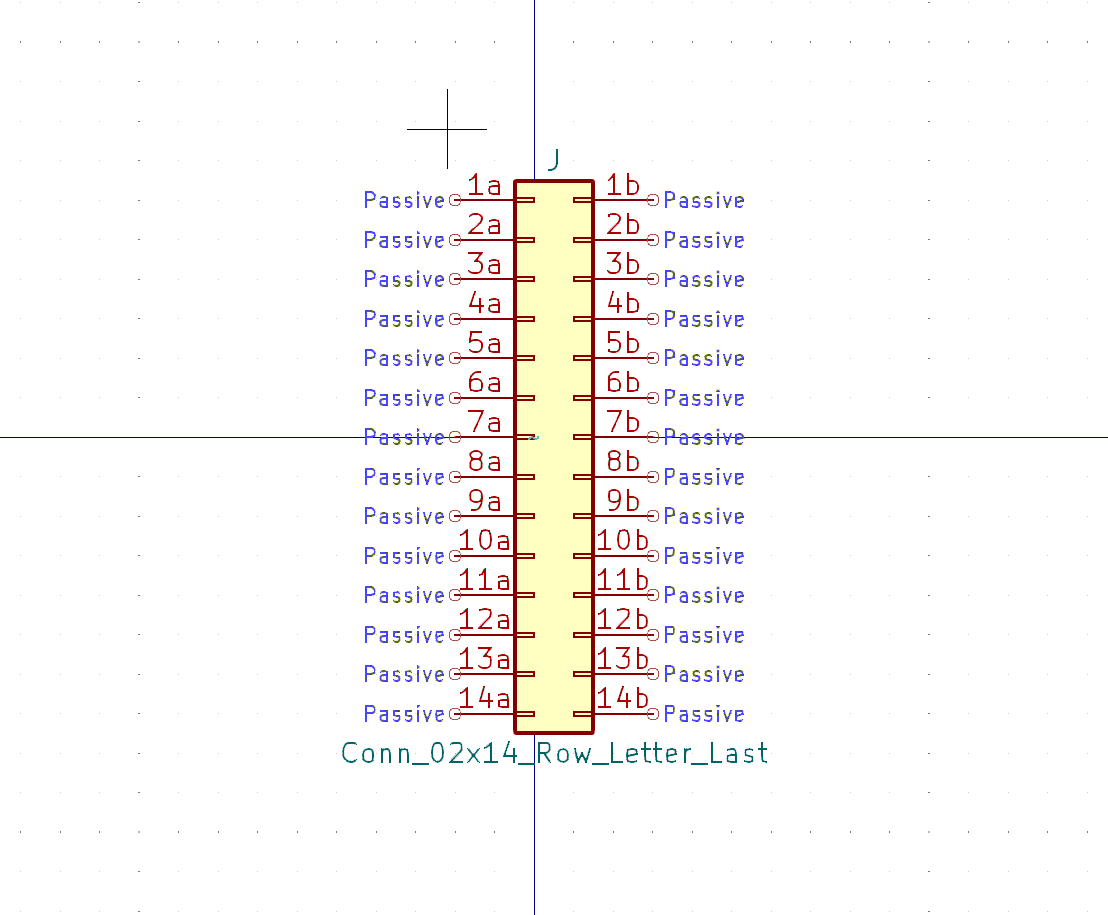 J
Passive 1a 1b Passive
Passive 2a 2b Passive
Passive 3a 3b Passive
Passive 4a 4b Passive
Passive 5a 5b Passive
Passive 6a 6b Passive
Passive 7a 7b Passive
Passive 8a 8b Passive
Passive 9a 9b Passive
Passive 10a 10b Passive
Passive 11a 11b Passive
Passive 12a 12b Passive
Passive 13a 13b Passive
Passive 14a 14b Passive
Conn_02x14_Row_Letter_Last